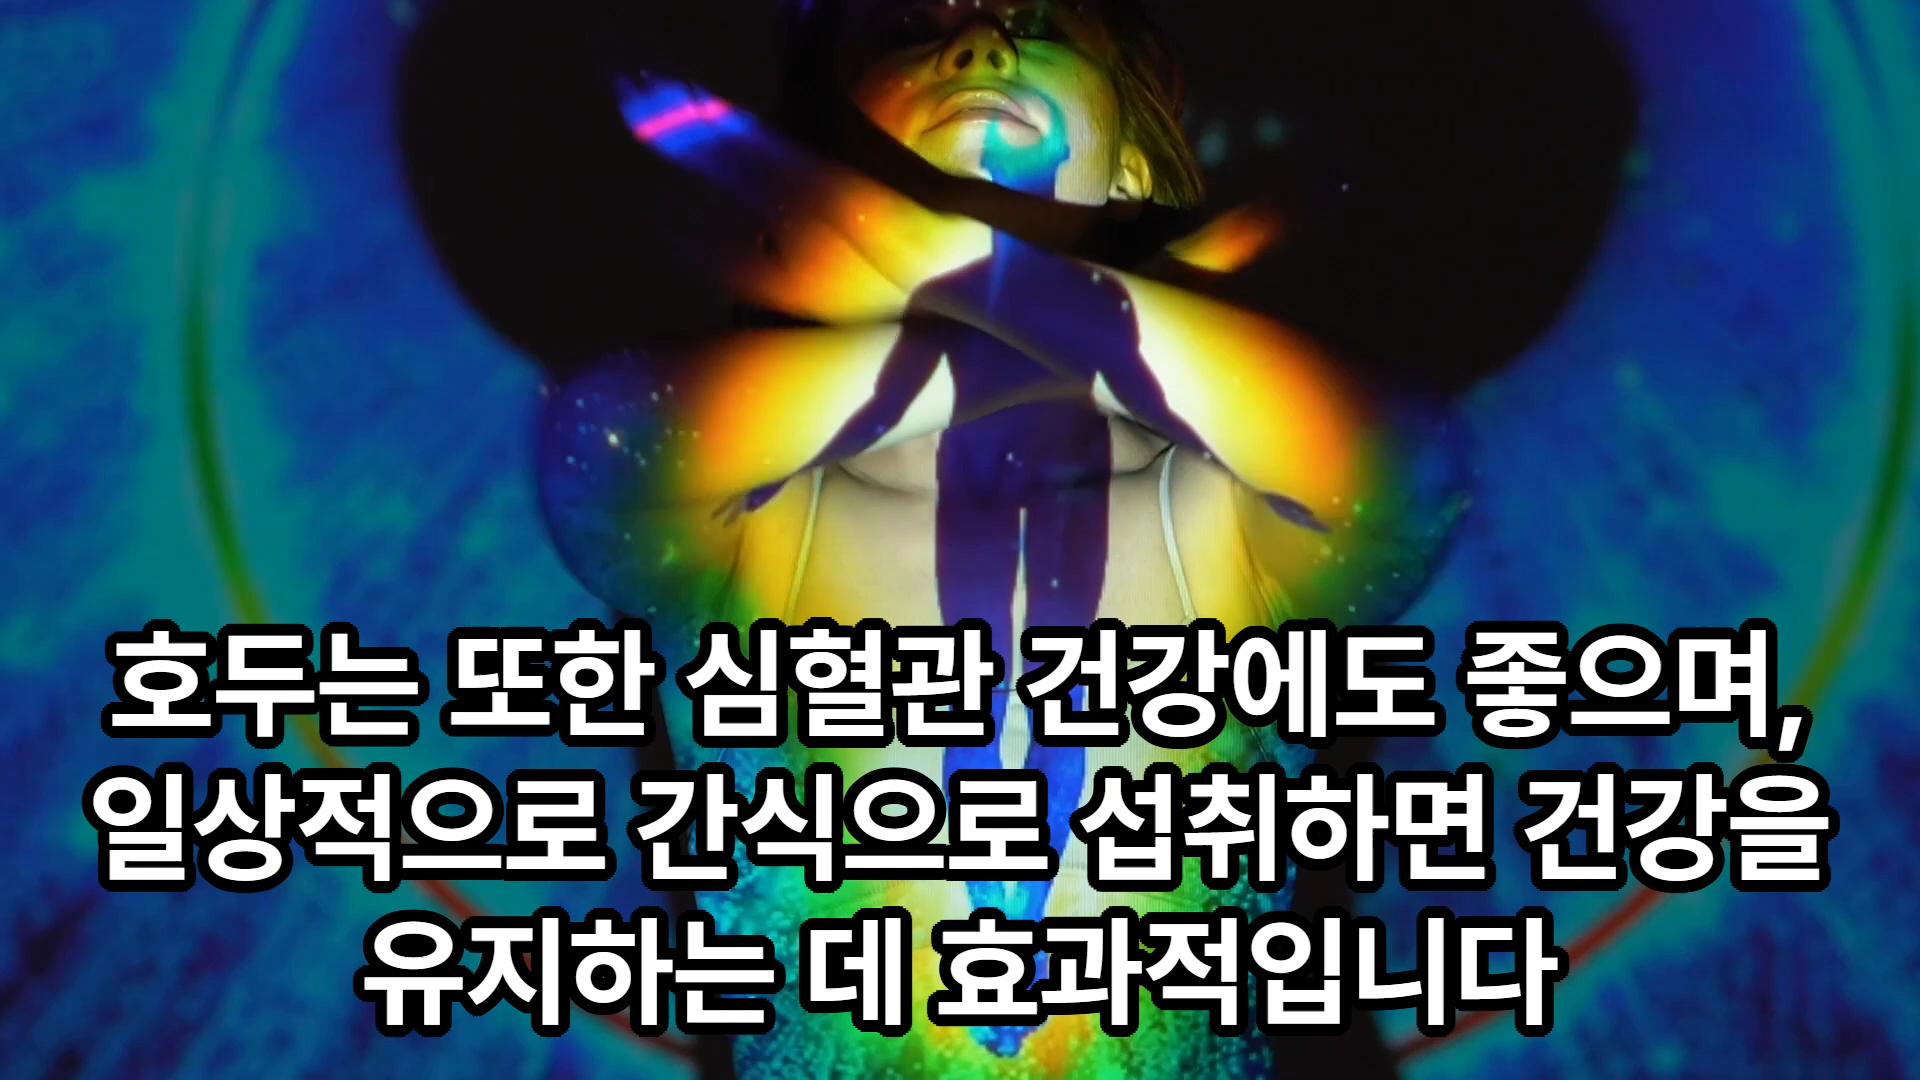 호두는 또한 심혈관 건강에도 좋으며,
일상적으로 간식으로 섭취하면 건강을
유지하는 데 효과적입니다